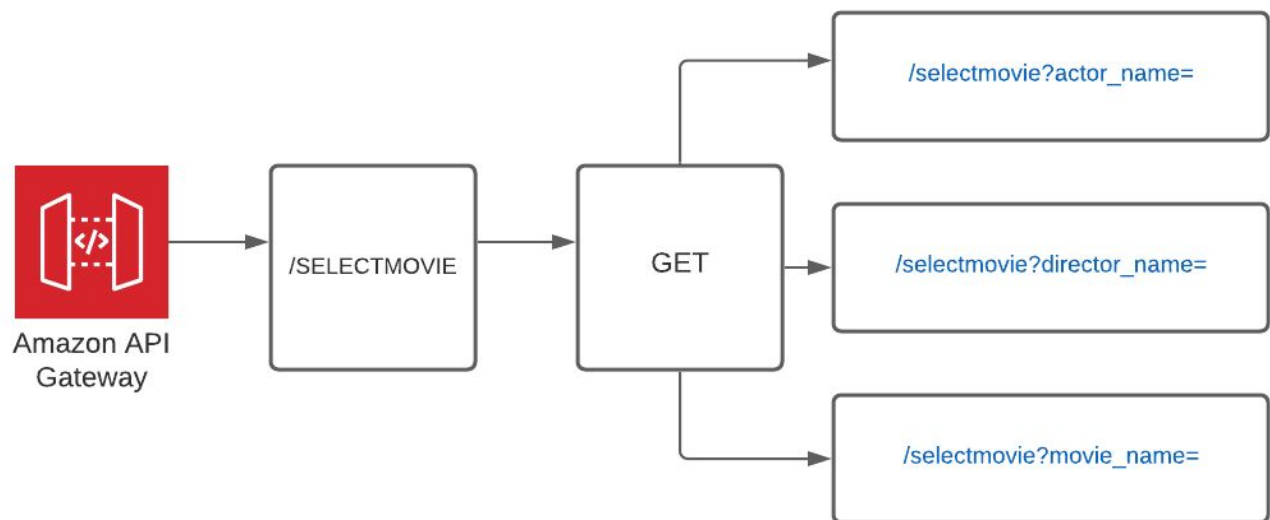 Amazon API
Gateway
/SELECTMOVIE
GET
/selectmovie?actor_name=
/selectmovie?director_name=
/selectmovie?movie_name=